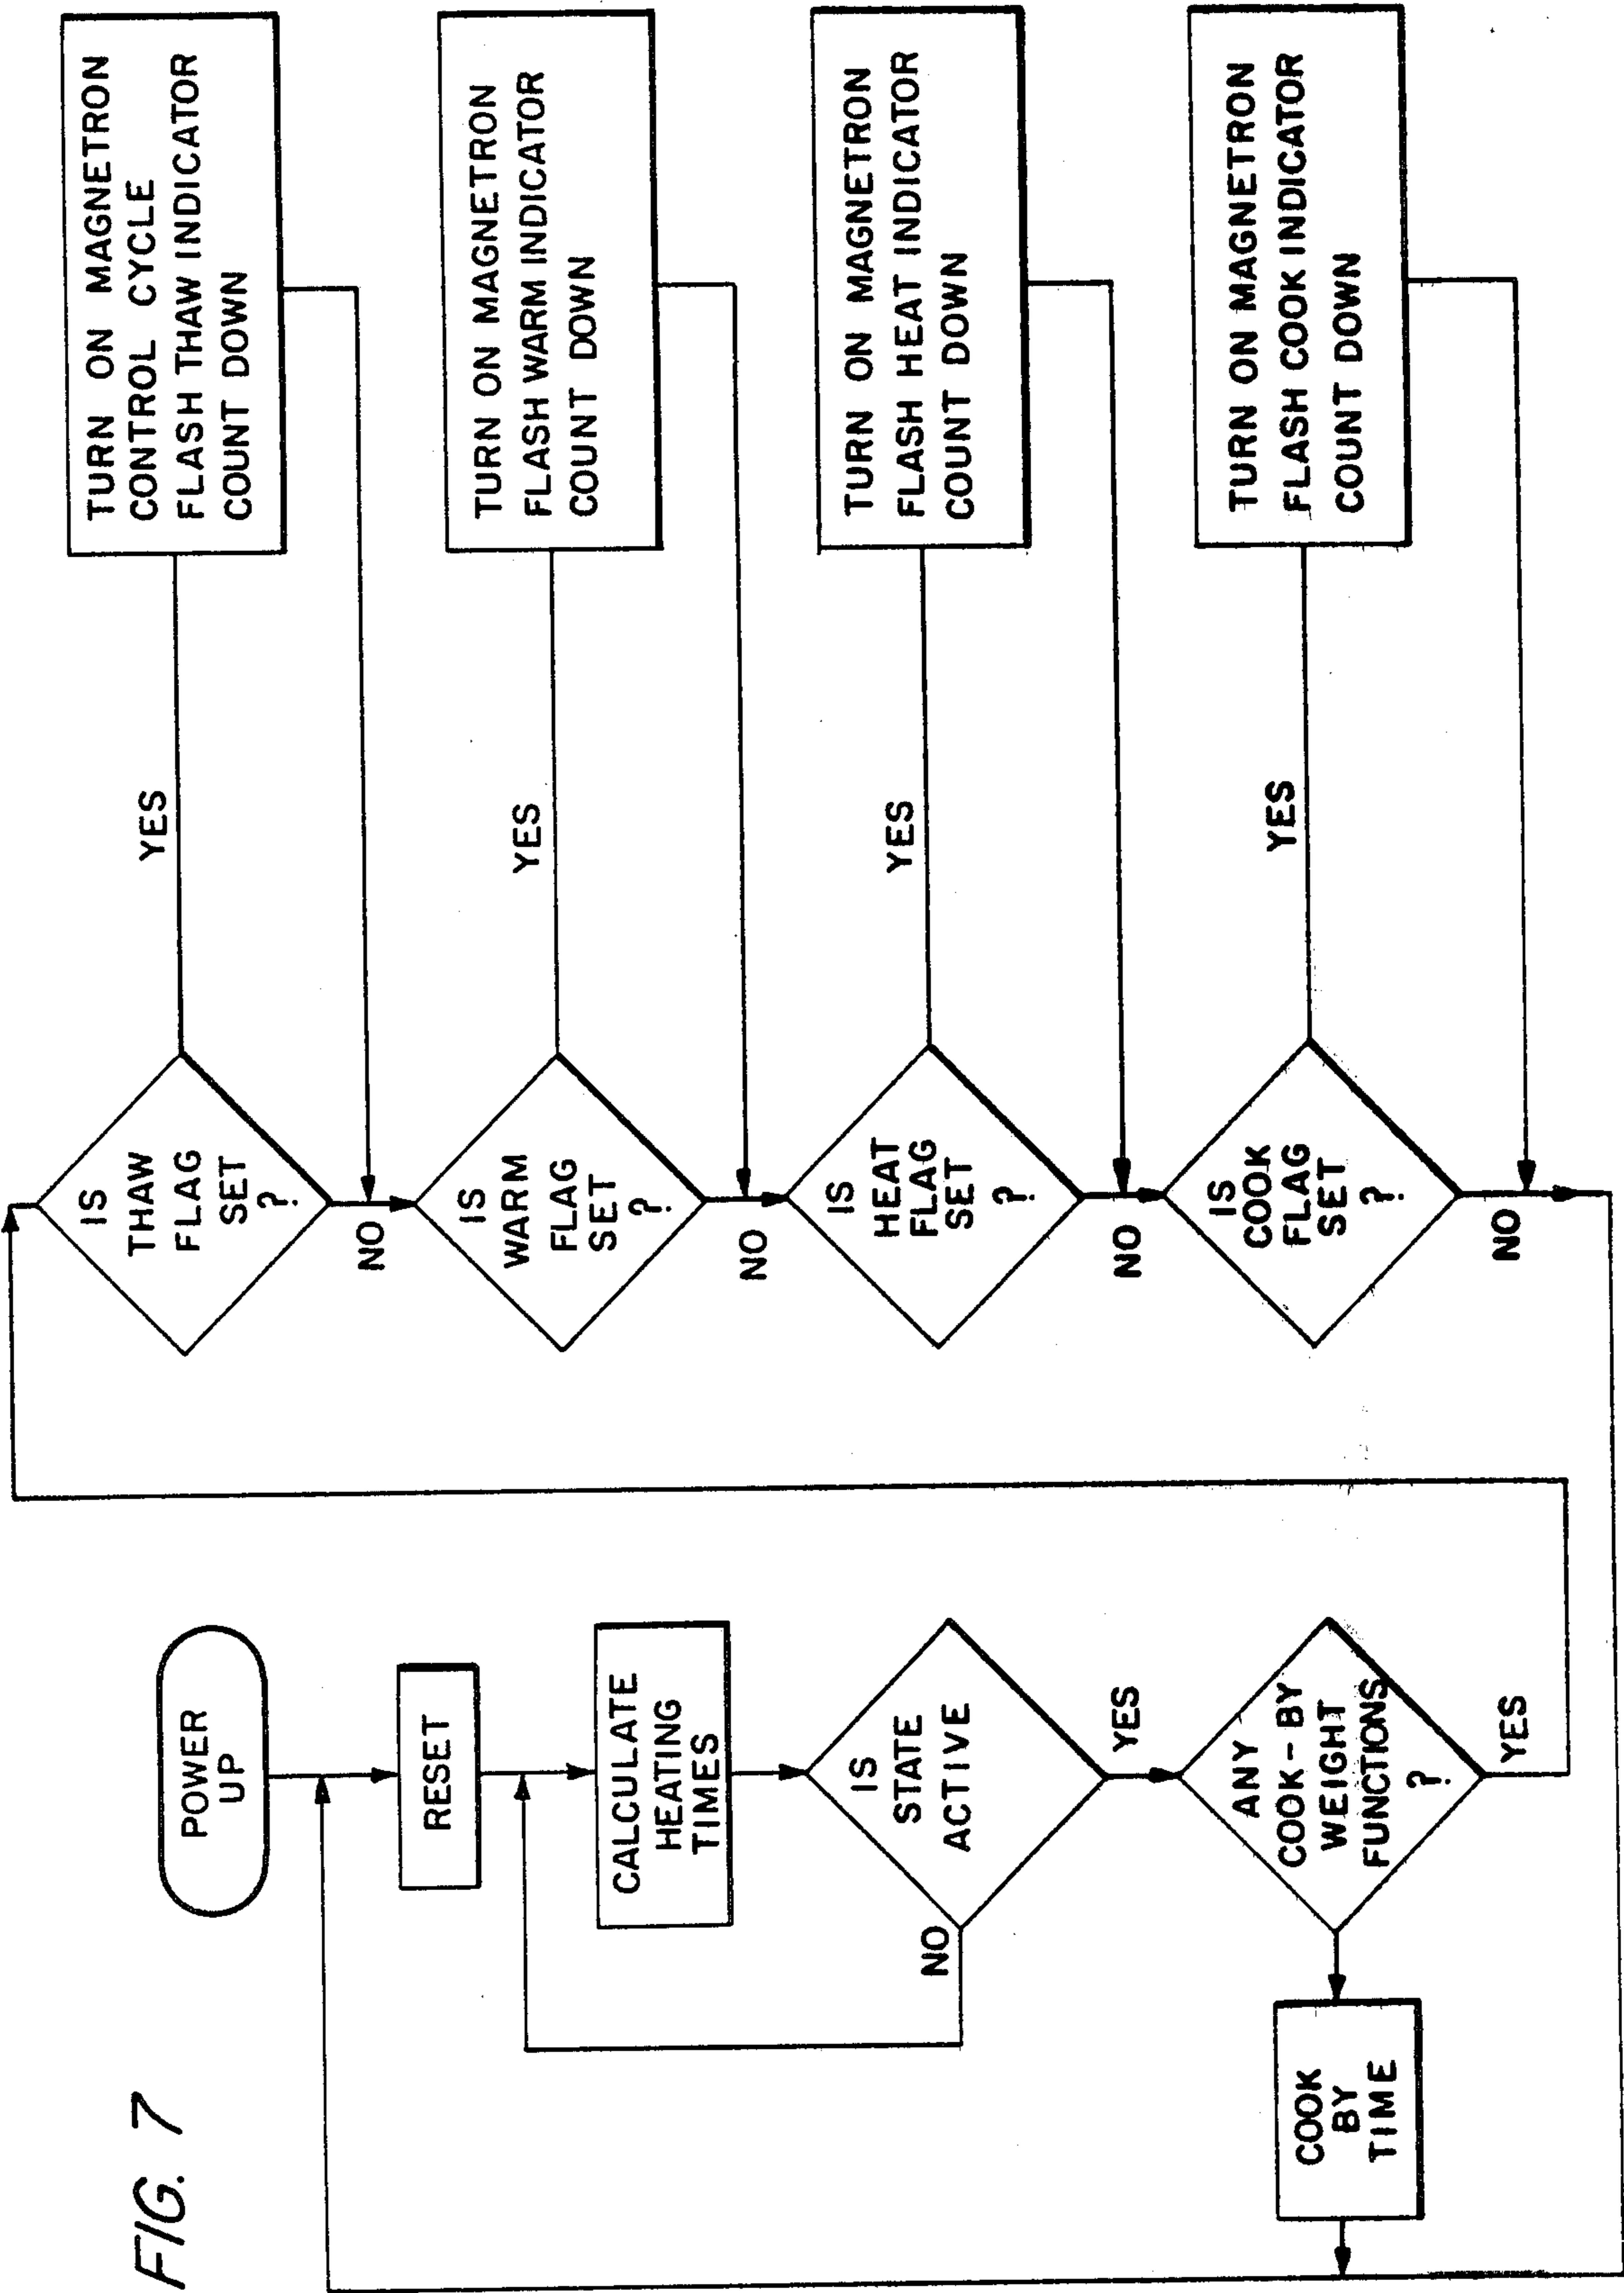 FIG. 7
POWER
UP
RESET
CALCULATE
HEATING
TIMES
IS
STATE
ACTIVE
NO
YES
ANY
COOK-BY
WEIGHT
FUNCTIONS
?
YES
COOK
BY
TIME
IS
THAW
FLAG
SET
?
YES
NO
TURN ON MAGNETRON
CONTROL CYCLE
FLASH THAW INDICATOR
COUNT DOWN
IS
WARM
FLAG
SET
?
YES
NO
TURN ON MAGNETRON
FLASH WARM INDICATOR
COUNT DOWN
IS
HEAT
FLAG
SET
?
YES
NO
TURN ON MAGNETRON
FLASH HEAT INDICATOR
COUNT DOWN
IS
COOK
FLAG
SET
?
YES
NO
TURN ON MAGNETRON
FLASH COOK INDICATOR
COUNT DOWN